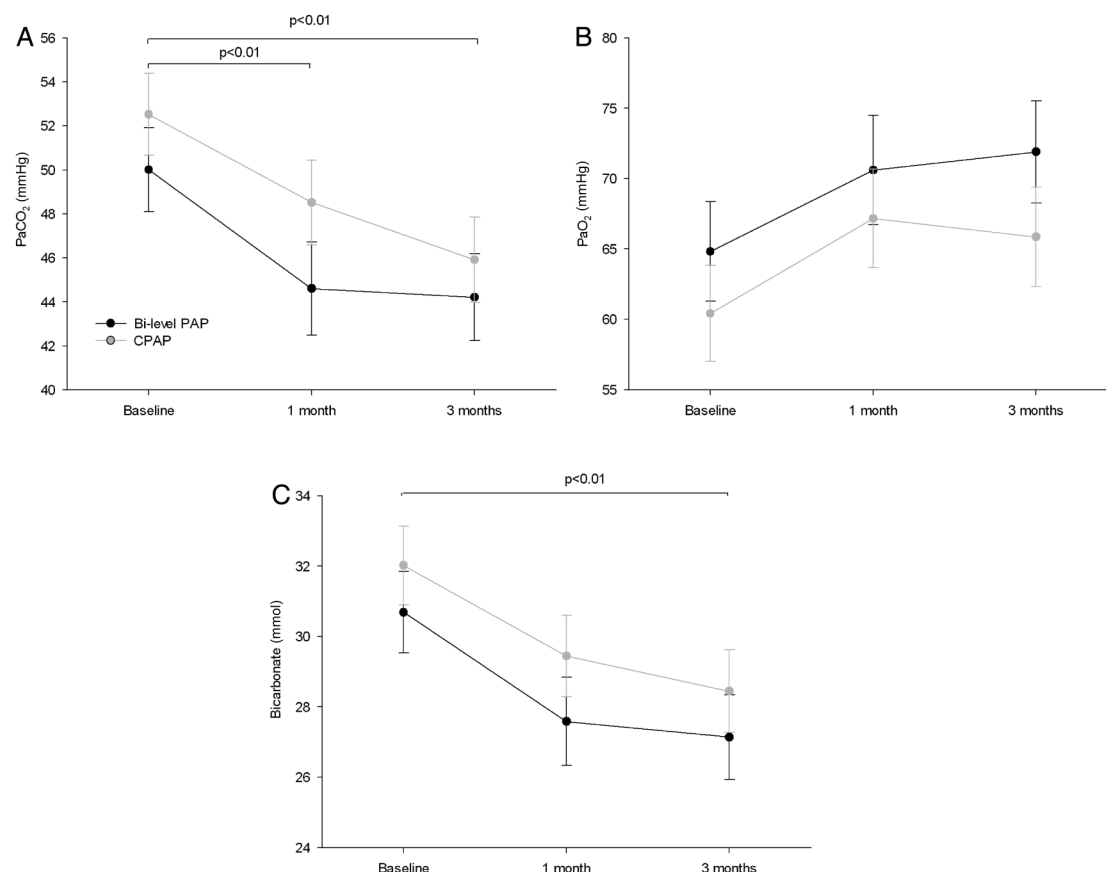 A
p<0.01
p<0.01
56
54
52
50
48
46
44
42
40
PaCO₂ (mmHg)
Bi-level PAP
CPAP
Baseline
1 month
3 months
B
80
75
70
65
60
55
PaO₂ (mmHg)
Baseline
1 month
3 months
C
p<0.01
34
32
30
28
26
24
Bicarbonate (mmol)
Baseline
1 month
3 months